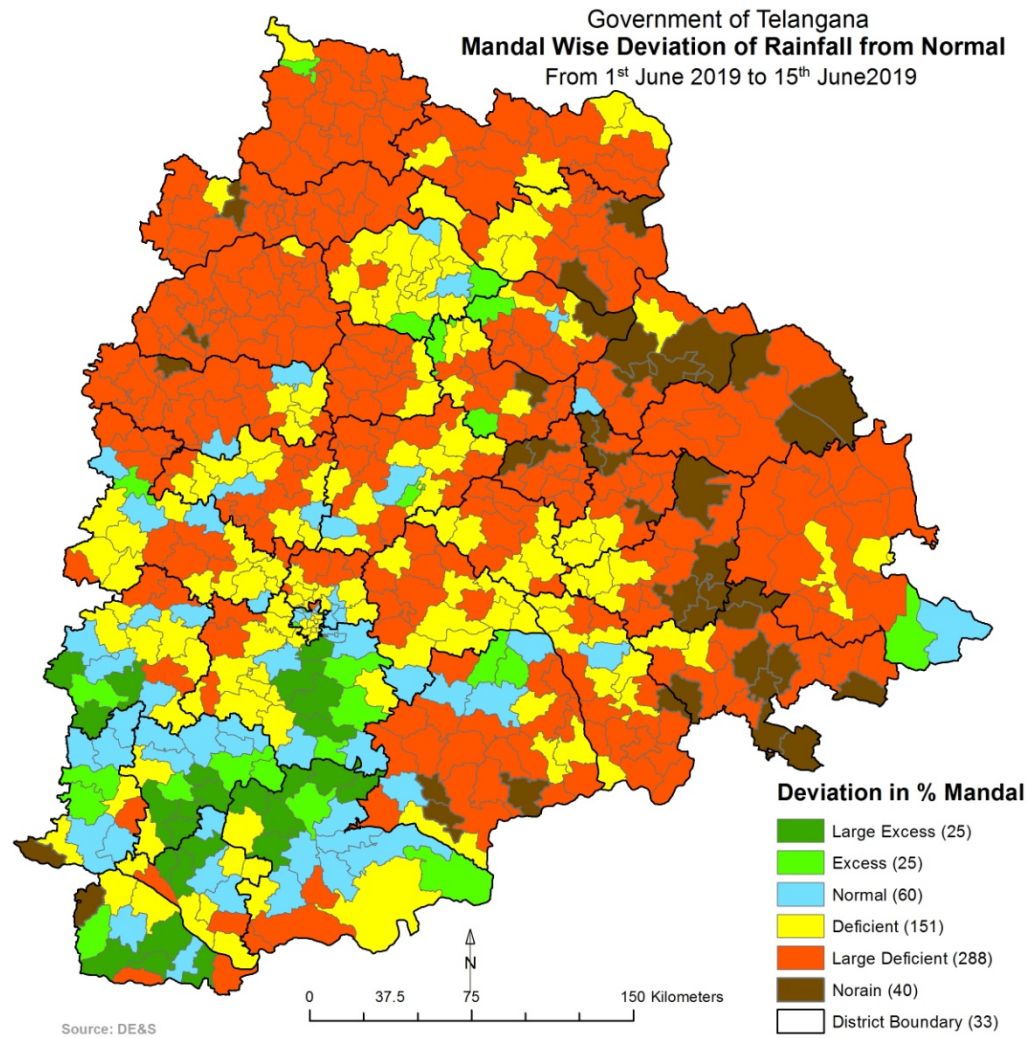 Government of Telangana
Mandal Wise Deviation of Rainfall from Normal
From 1st June 2019 to 15th June2019
Deviation in % Mandal
Large Excess (25)
Excess (25)
Normal (60)
Deficient (151)
Large Deficient (288)
Norain (40)
District Boundary (33)
N
0 37.5 75 150 Kilometers
Source: DE&S